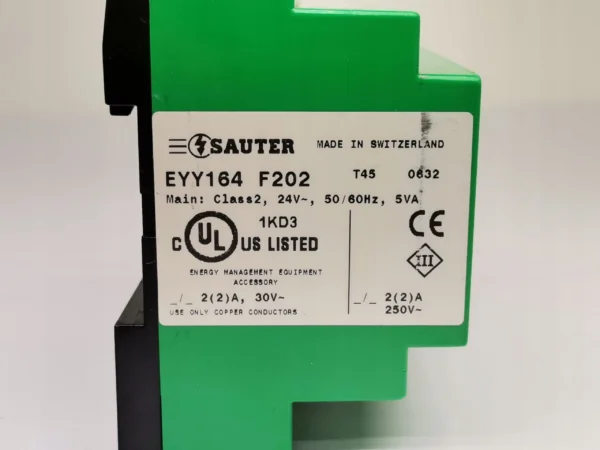 SAUTER MADE IN SWITZERLAND
EYY164 F202 T45 0632
Main: Class2, 24V~, 50/60Hz, 5VA
1KD3
C UL US LISTED CE
III
ENERGY MANAGEMENT EQUIPMENT
ACCESSORY
_/_ 2(2)A, 30V~ _/_ 2(2)A
USE ONLY COPPER CONDUCTORS 250V~